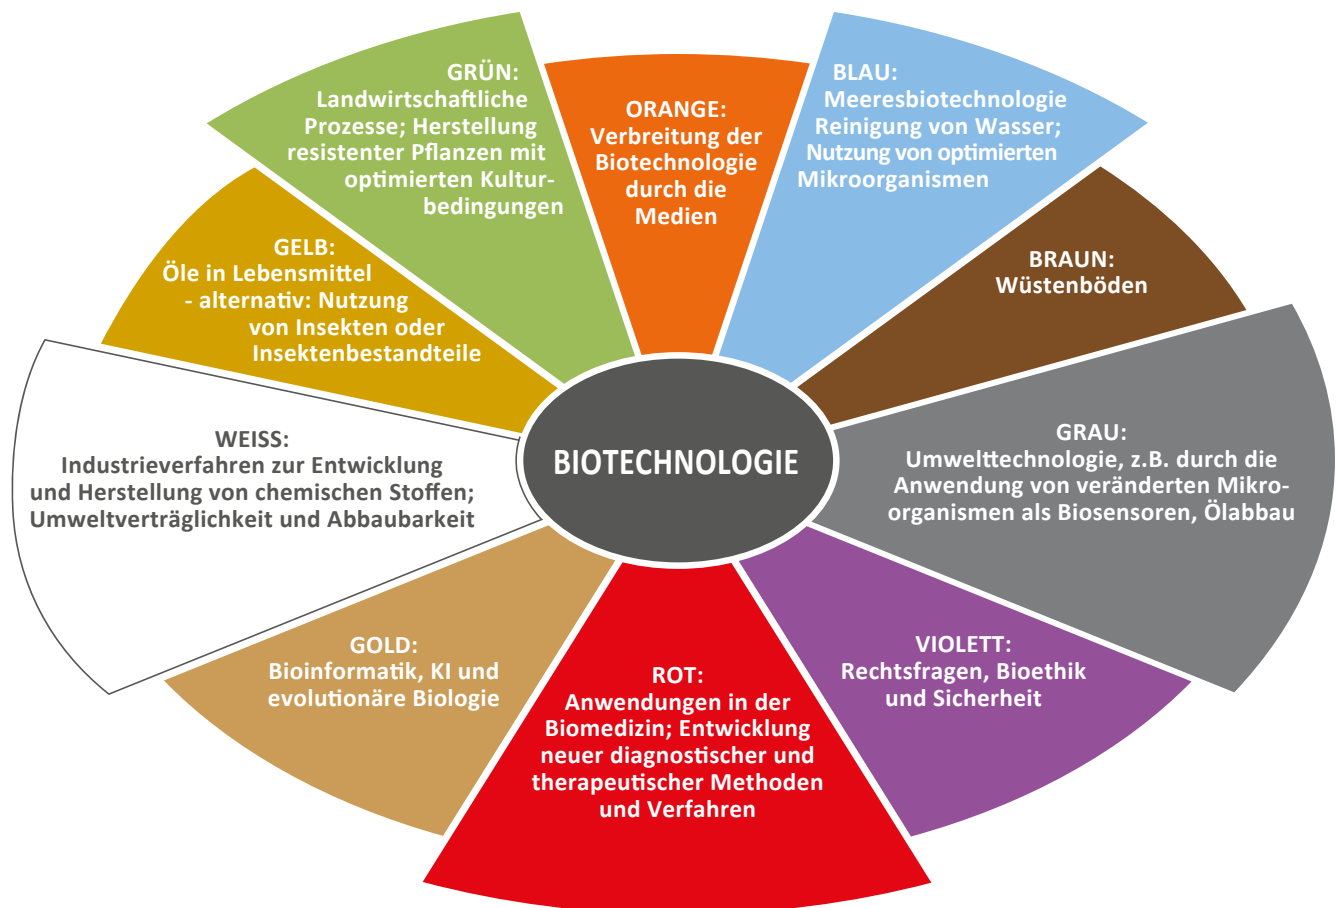 GRÜN:
Landwirtschaftliche
Prozesse; Herstellung
resistenter Pflanzen mit
optimierten Kultur-
bedingungen
ORANGE:
Verbreitung der
Biotechnologie
durch die
Medien
BLAU:
Meeresbiotechnologie
Reinigung von Wasser;
Nutzung von optimierten
Mikroorganismen
GELB:
Öle in Lebensmittel
- alternativ: Nutzung
von Insekten oder
Insektenbestandteile
BRAUN:
Wüstenböden
WEISS:
Industrieverfahren zur Entwicklung
und Herstellung von chemischen Stoffen;
Umweltverträglichkeit und Abbaubarkeit
BIOTECHNOLOGIE
GRAU:
Umwelttechnologie, z.B. durch die
Anwendung von veränderten Mikro-
organismen als Biosensoren, Ölabbau
GOLD:
Bioinformatik, KI und
evolutionäre Biologie
ROT:
Anwendungen in der
Biomedizin; Entwicklung
neuer diagnostischer und
therapeutischer Methoden
und Verfahren
VIOLETT:
Rechtsfragen, Bioethik
und Sicherheit